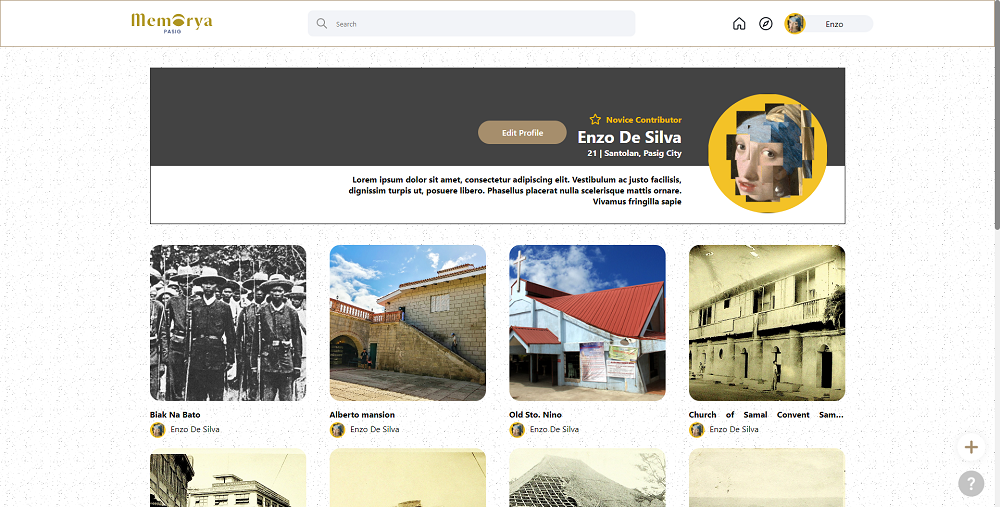 Memorya
PASIG
Search
Enzo
Novice Contributor
Edit Profile
Enzo De Silva
21 | Santolan, Pasig City
Lorem ipsum dolor sit amet, consectetur adipiscing elit. Vestibulum ac justo facilisis,
dignissim turpis ut, posuere libero. Phasellus placerat nulla scelerisque mattis ornare.
Vivamus fringilla sapie
Biak Na Bato
Enzo De Silva
Alberto mansion
Enzo De Silva
Old Sto. Nino
Enzo De Silva
Church of Samal Convent Sam...
Enzo De Silva
+
?